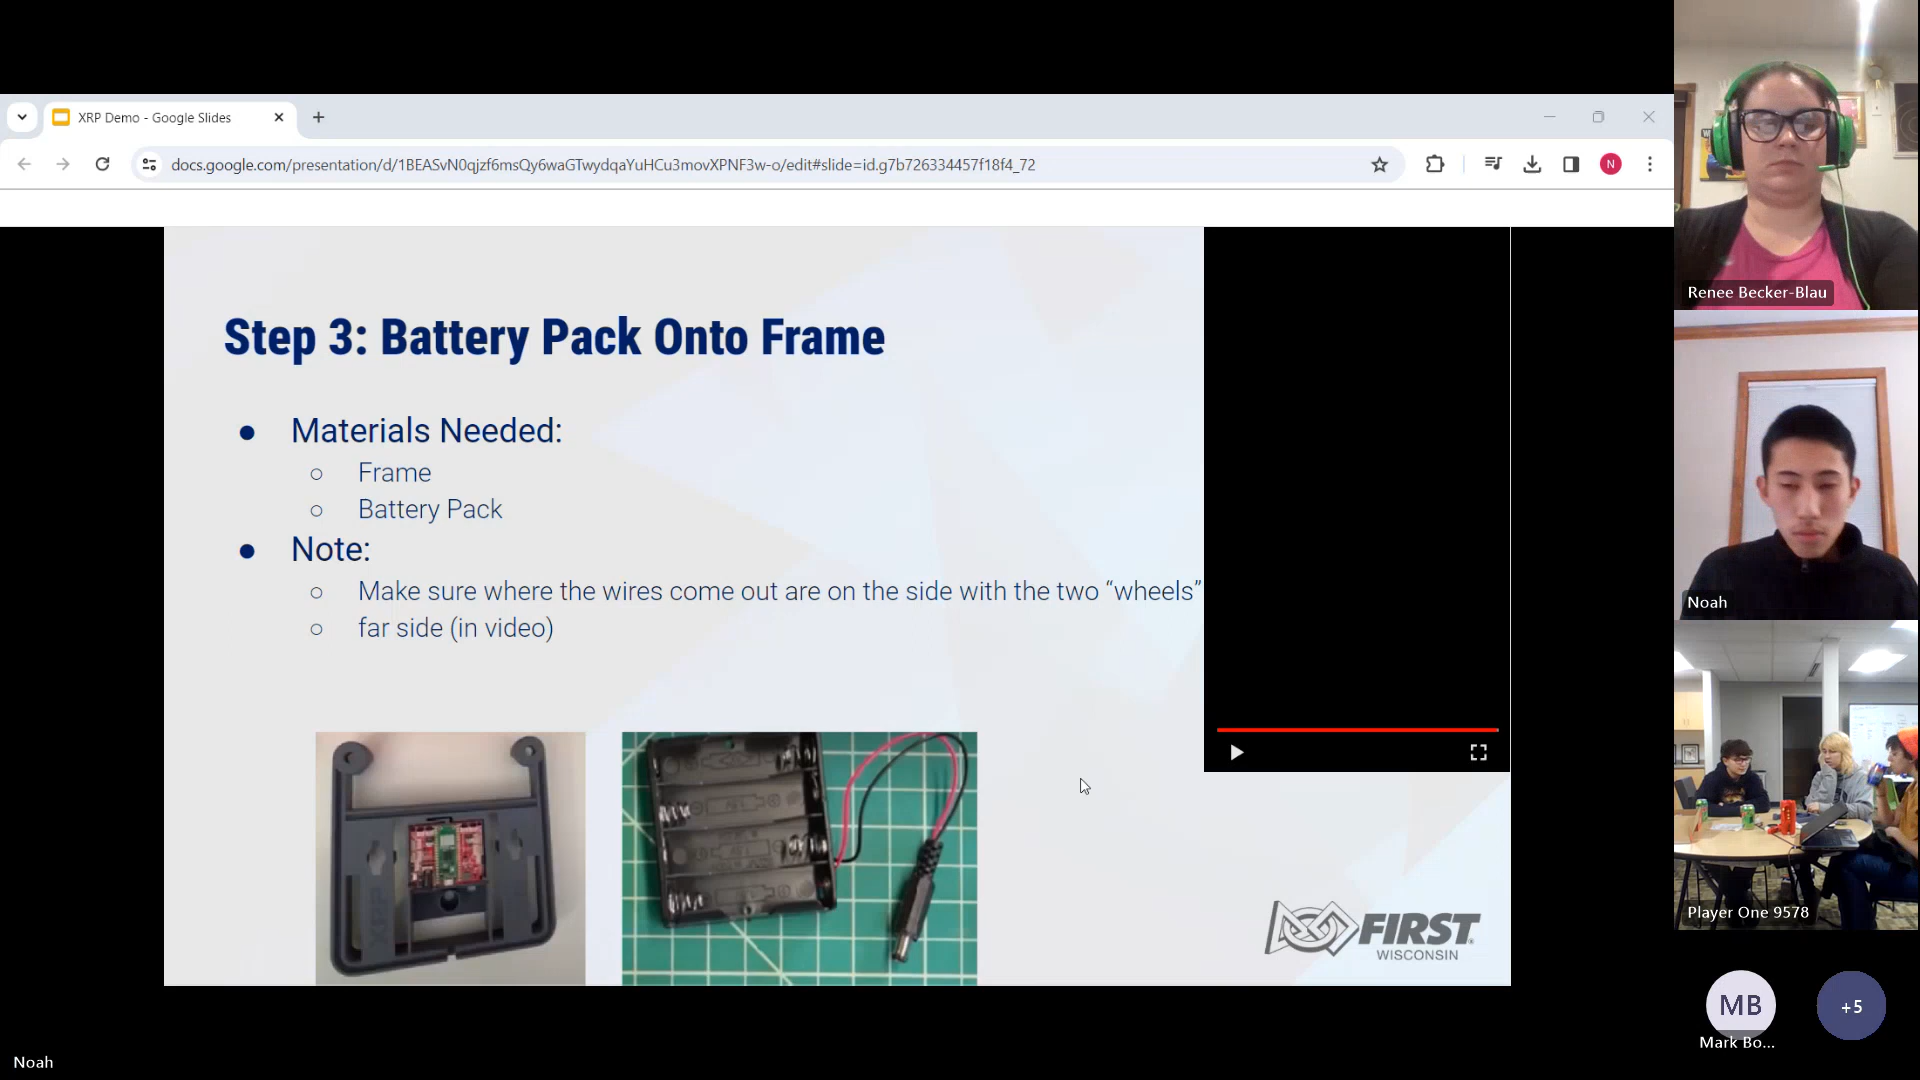 XRP Demo - Google Slides
docs.google.com/presentation/d/1BEASvN0qjzf6msQy6waGTwydqaYuHCu3movXPNF3w-o/edit#slide=id.g7b726334457f18f4_72
N
Step 3: Battery Pack Onto Frame
Materials Needed:
Frame
Battery Pack
Note:
Make sure where the wires come out are on the side with the two “wheels”
far side (in video)
XRP
FIRST
WISCONSIN
Renee Becker-Blau
Noah
Player One 9578
MB
+5
Mark Bo...
Noah